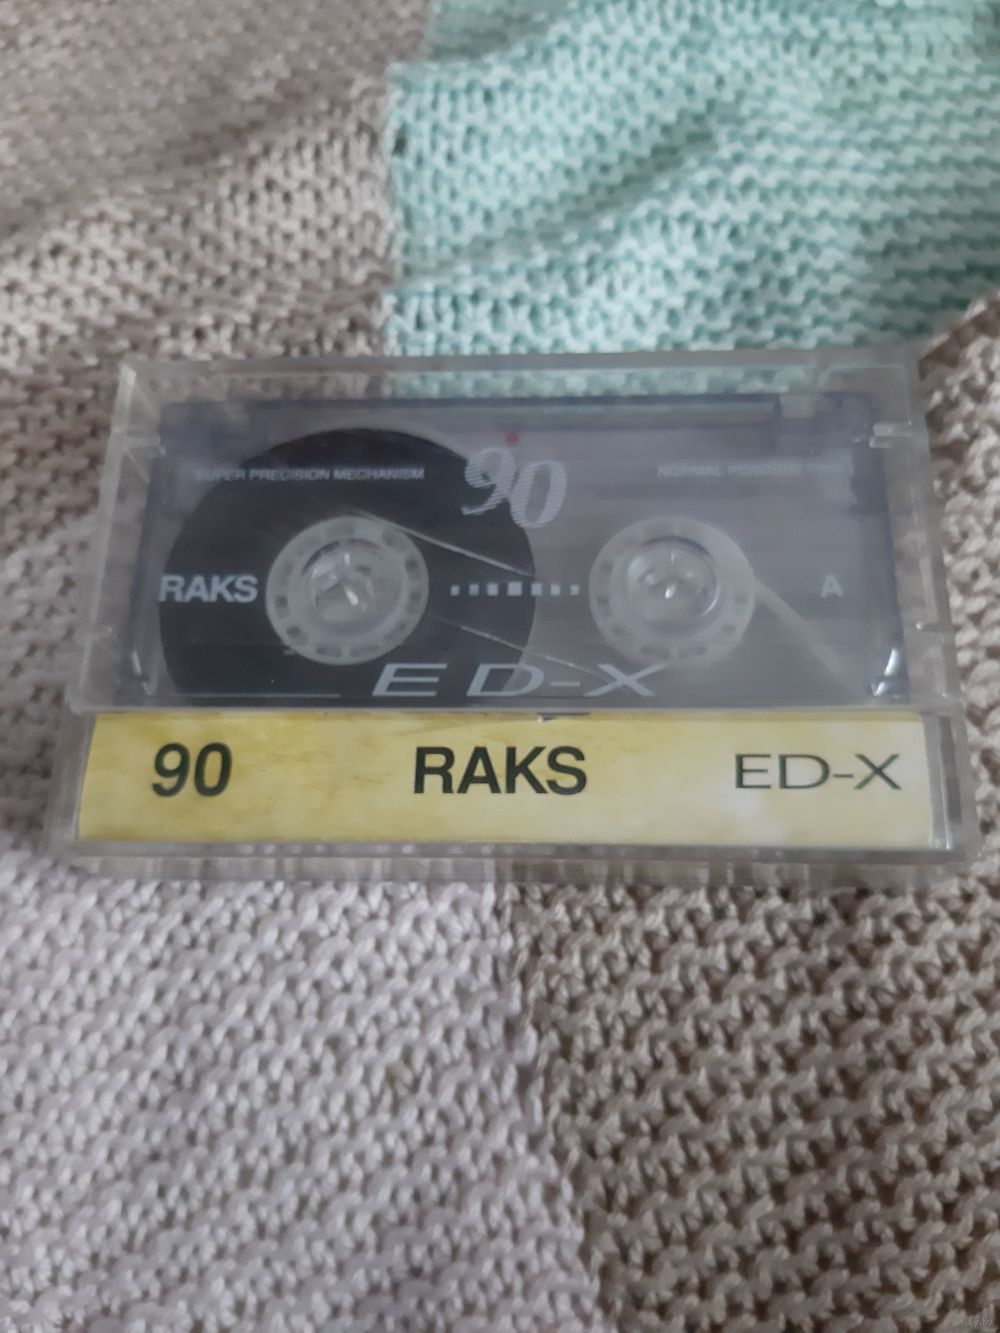 SUPER PRECISION MECHANISM
90
NORMAL POSITION
RAKS
A
ED-X
90 RAKS ED-X